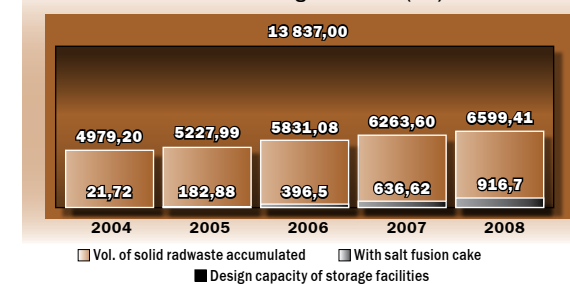 13 837,00
4979,20 5227,99 5831,08 6263,60 6599,41
21,72 182,88 396,5 636,62 916,7
2004 2005 2006 2007 2008
Vol. of solid radwaste accumulated With salt fusion cake
Design capacity of storage facilities